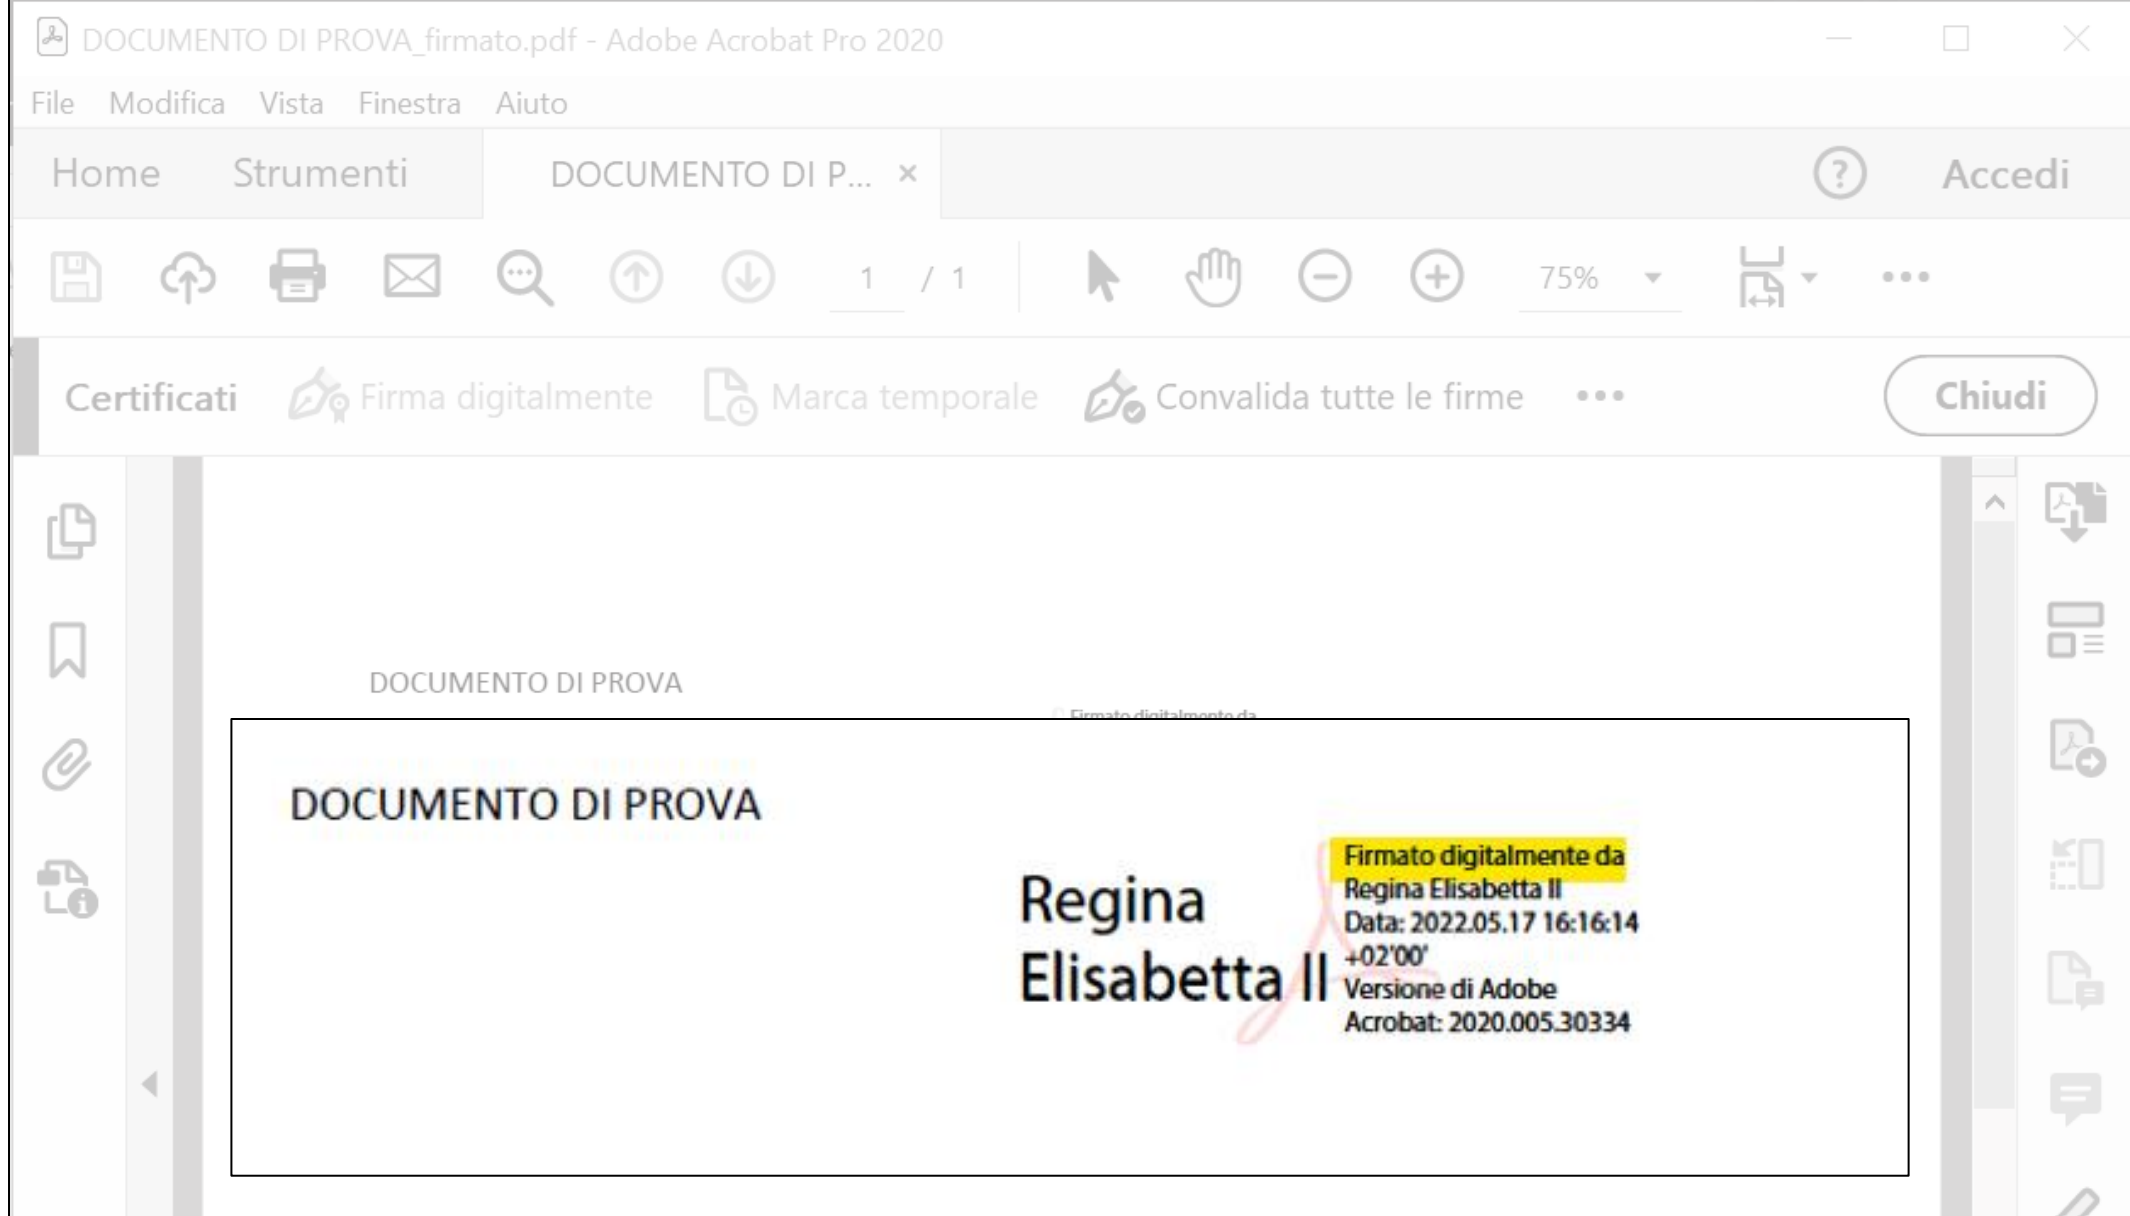 DOCUMENTO DI PROVA_firmato.pdf - Adobe Acrobat Pro 2020
File Modifica Vista Finestra Aiuto
Home Strumenti DOCUMENTO DI P... × ? Accedi
1 / 1 75%
Certificati Firma digitalmente Marca temporale Convalida tutte le firme Chiudi
DOCUMENTO DI PROVA
Firmato digitalmente da
DOCUMENTO DI PROVA
Regina
Elisabetta II
Firmato digitalmente da
Regina Elisabetta II
Data: 2022.05.17 16:16:14
+02'00'
Versione di Adobe
Acrobat: 2020.005.30334